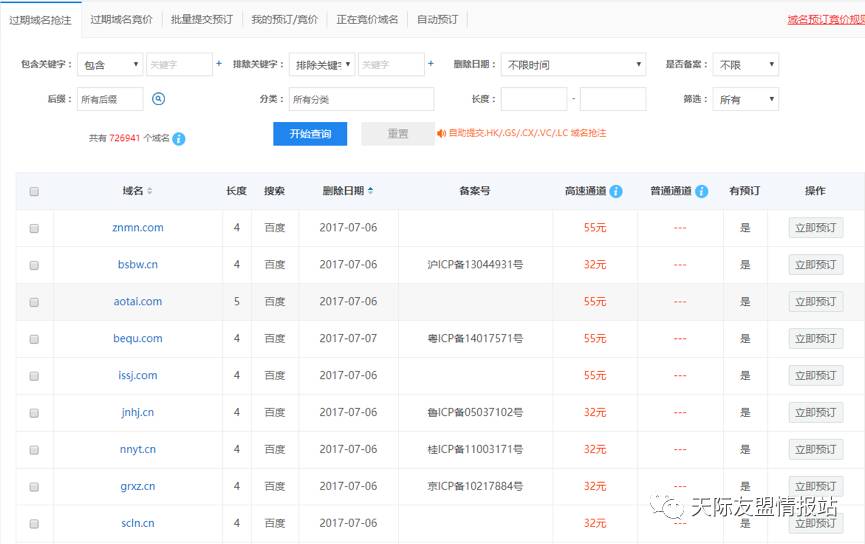 过期域名抢注 过期域名竞价 批量提交预订 我的预订/竞价 正在竞价域名 自动预订 域名预订竞价规则
包含关键字： 包含 关键字 + 排除关键字： 排除关键字 关键字 + 删除日期： 不限时间 是否备案： 不限
后缀： 所有后缀 分类： 所有分类 长度： - 筛选： 所有
共有 726941 个域名 开始查询 重置 自动提交.HK/.GS/.CX/.VC/.LC 域名抢注
域名 长度 搜索 删除日期 备案号 高速通道 普通通道 有预订 操作
znmn.com 4 百度 2017-07-06 55元 --- 是 立即预订
bsbw.cn 4 百度 2017-07-06 沪ICP备13044931号 32元 --- 是 立即预订
aotai.com 5 百度 2017-07-06 55元 --- 是 立即预订
bequ.com 4 百度 2017-07-07 粤ICP备14017571号 55元 --- 是 立即预订
issj.com 4 百度 2017-07-06 55元 --- 是 立即预订
jnhj.cn 4 百度 2017-07-06 鲁ICP备05037102号 32元 --- 是 立即预订
nnyt.cn 4 百度 2017-07-06 桂ICP备11003171号 32元 --- 是 立即预订
grxz.cn 4 百度 2017-07-06 京ICP备10217884号 32元 --- 是 立即预订
天际友盟情报站
scln.cn 4 百度 2017-07-06 32元 --- 是 立即预订